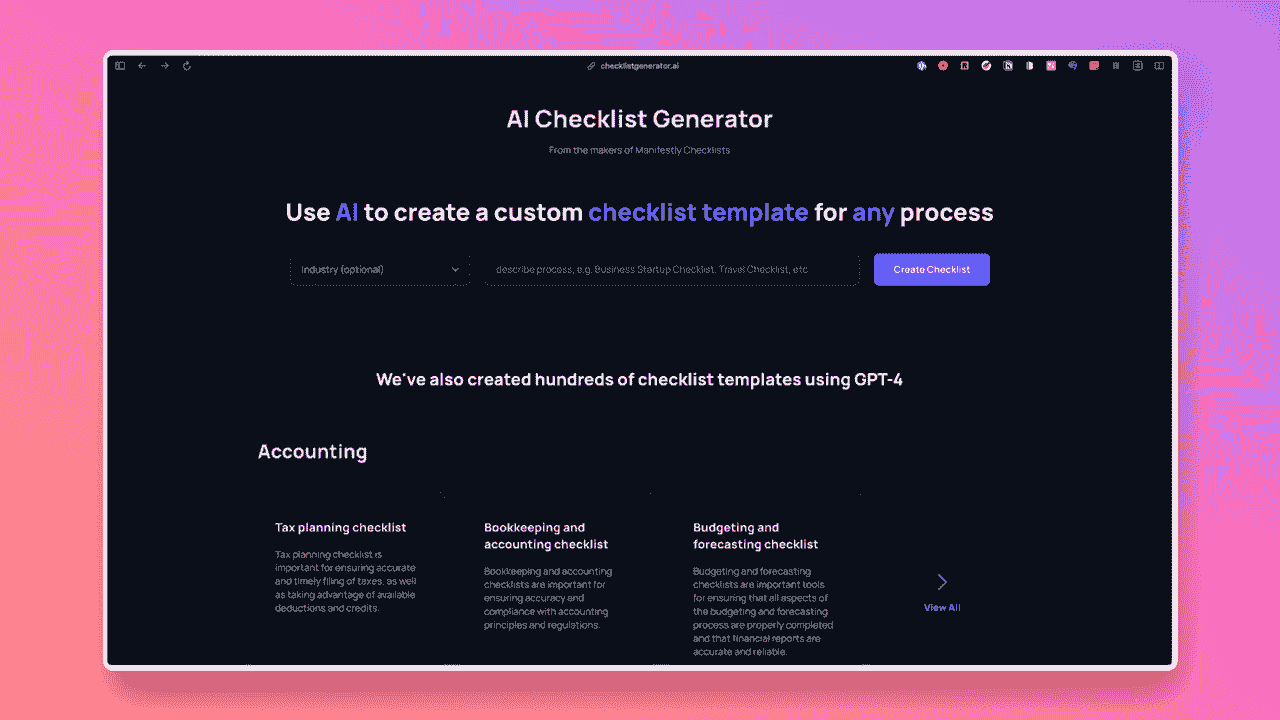 checklistgenerator.ai
AI Checklist Generator
From the makers of Manifestly Checklists
Use AI to create a custom checklist template for any process
Industry (optional)
describe process, e.g. Business Startup Checklist, Travel Checklist, etc
Create Checklist
We've also created hundreds of checklist templates using GPT-4
Accounting
Tax planning checklist
Tax planning checklist is
important for ensuring accurate
and timely filing of taxes, as well
as taking advantage of available
deductions and credits.
Bookkeeping and
accounting checklist
Bookkeeping and accounting
checklists are important for
ensuring accuracy and
compliance with accounting
principles and regulations.
Budgeting and
forecasting checklist
Budgeting and forecasting
checklists are important tools
for ensuring that all aspects of
the budgeting and forecasting
process are properly completed
and that financial reports are
accurate and reliable.
View All